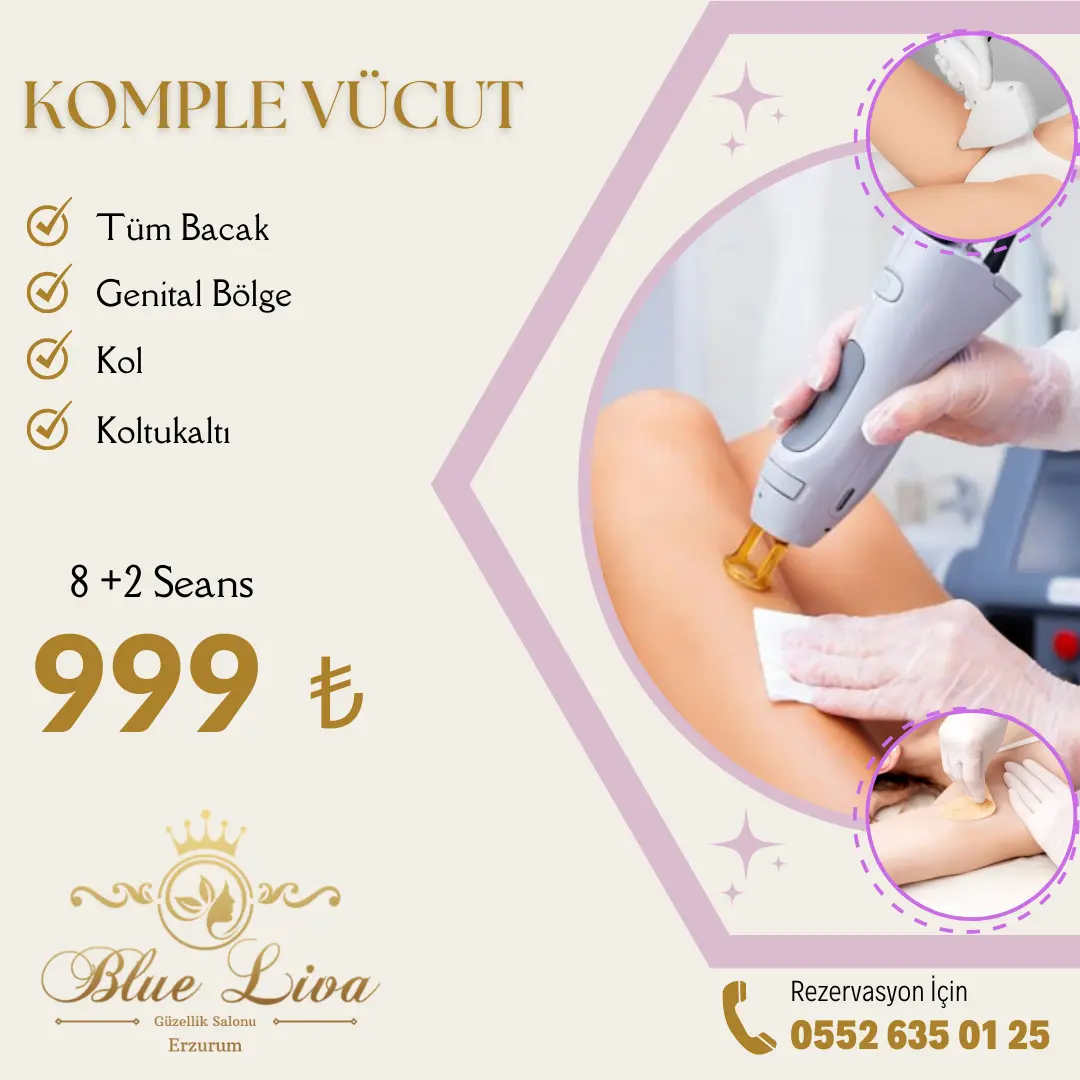 KOMPLE VÜCUT
Tüm Bacak
Genital Bölge
Kol
Koltukaltı
8 +2 Seans
999 ₺
Blue Liva
Güzellik Salonu
Erzurum
Rezervasyon İçin
0552 635 01 25